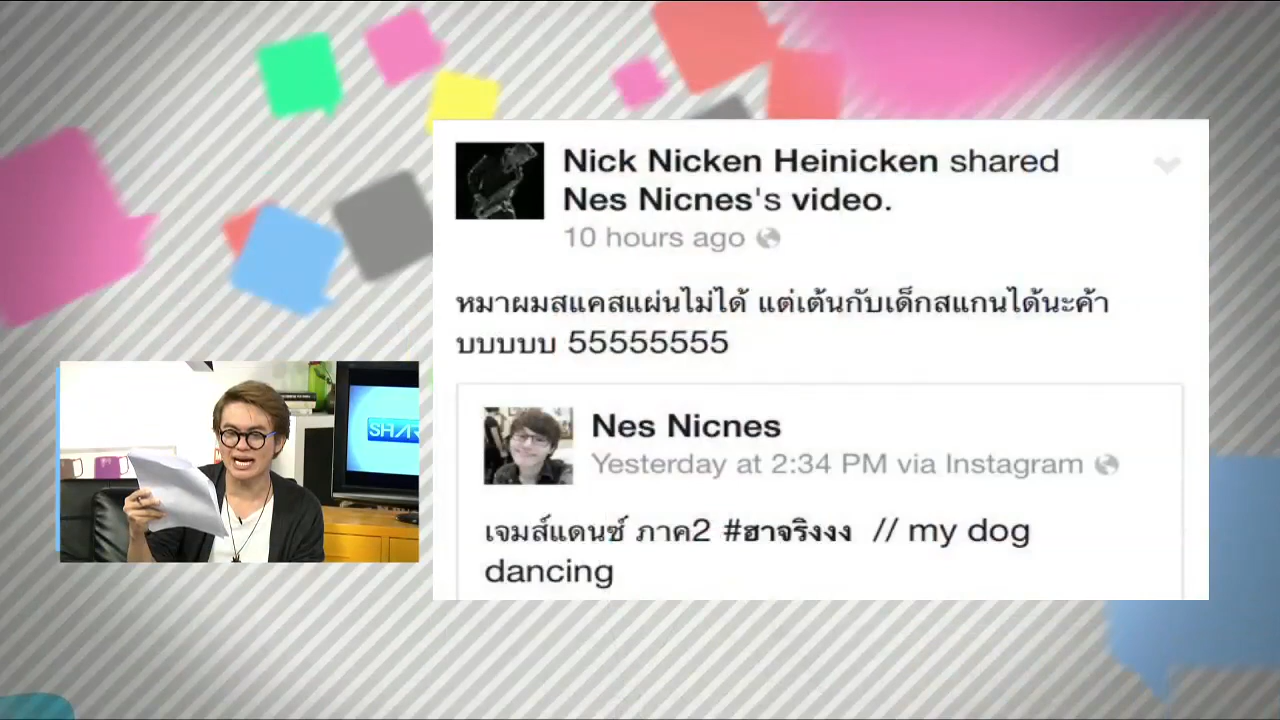 Nick Nicken Heinicken shared
Nes Nicnes's video.
10 hours ago
หมาผมสแคสแผ่นไม่ได้ แต่เต้นกับเด็กสแกนได้นะค้า
บบบบบ 55555555
Nes Nicnes
Yesterday at 2:34 PM via Instagram
เจมส์แดนซ์ ภาค2 #ฮาจริงงง // my dog
dancing